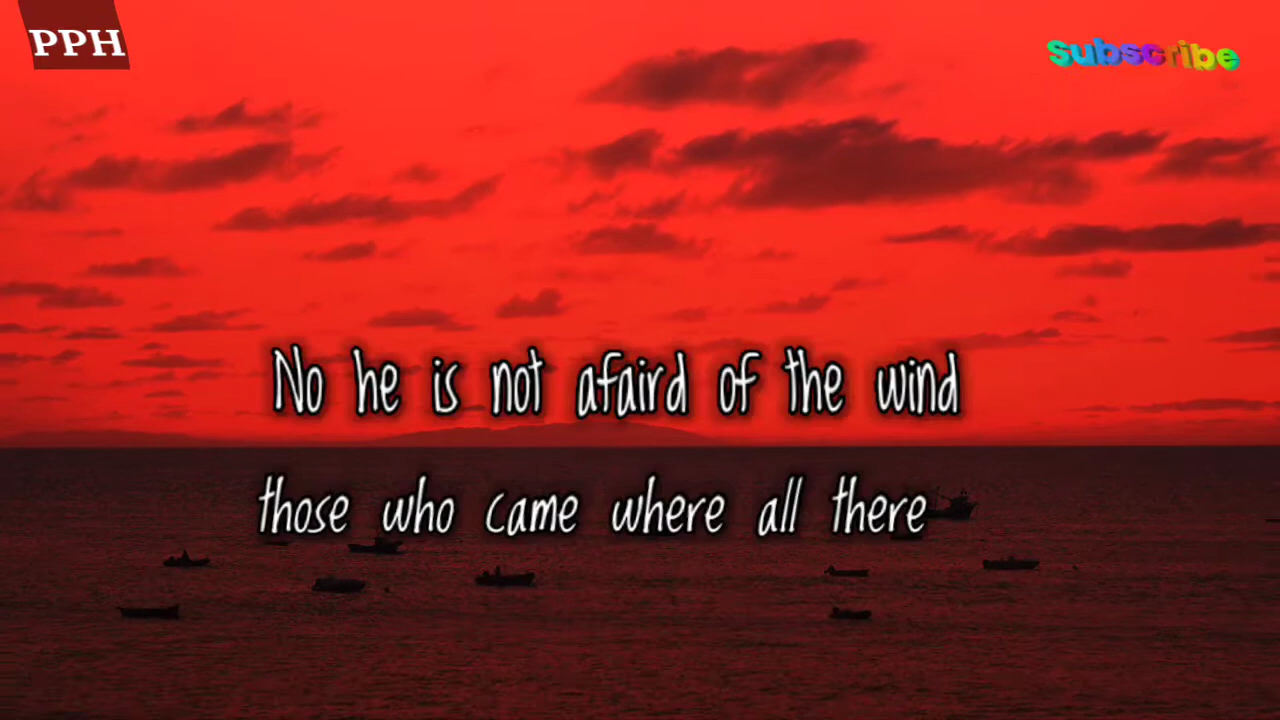 PPH
Subscribe
No he is not afaird of the wind
those who came where all there